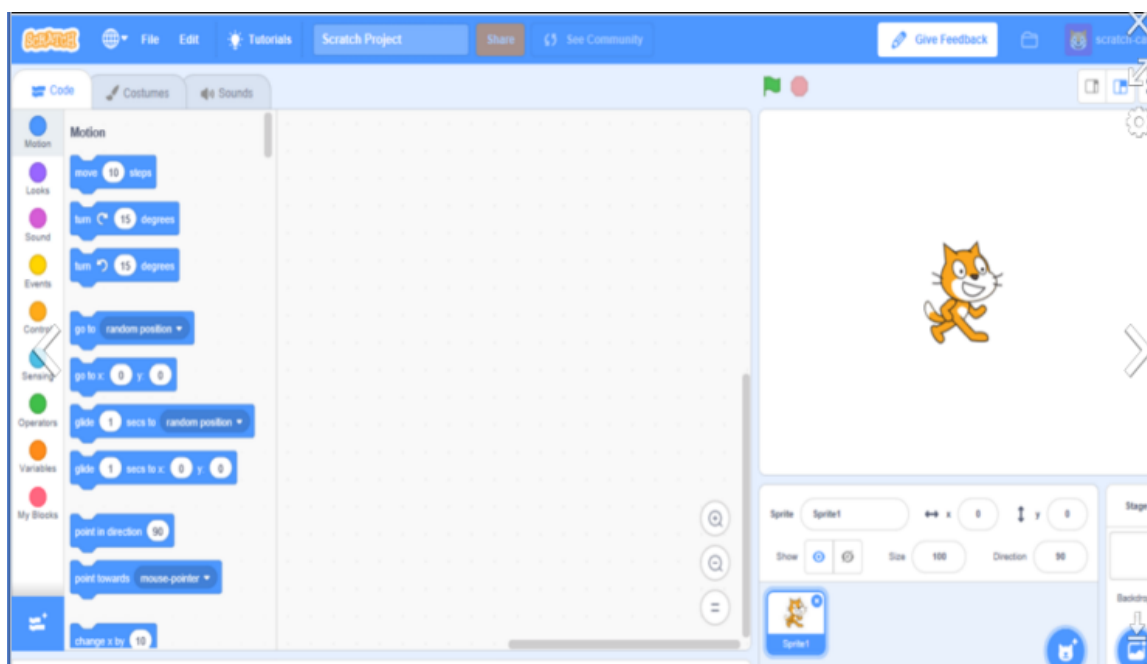 SCRATCH File Edit Tutorials Scratch Project Share See Community Give Feedback
Code Costumes Sounds
Motion
Looks
Sound
Events
Sensing
Operators
Variables
My Blocks
Motion
move 10 steps
turn 15 degrees
turn 15 degrees
go to random position
go to x: 0 y: 0
glide 1 secs to random position
glide 1 secs to x: 0 y: 0
point in direction 90
point towards mouse-pointer
change x by 10
Sprite Sprite1 x 0 y 0
Show Size 100 Direction 90
Sprite1
Stage